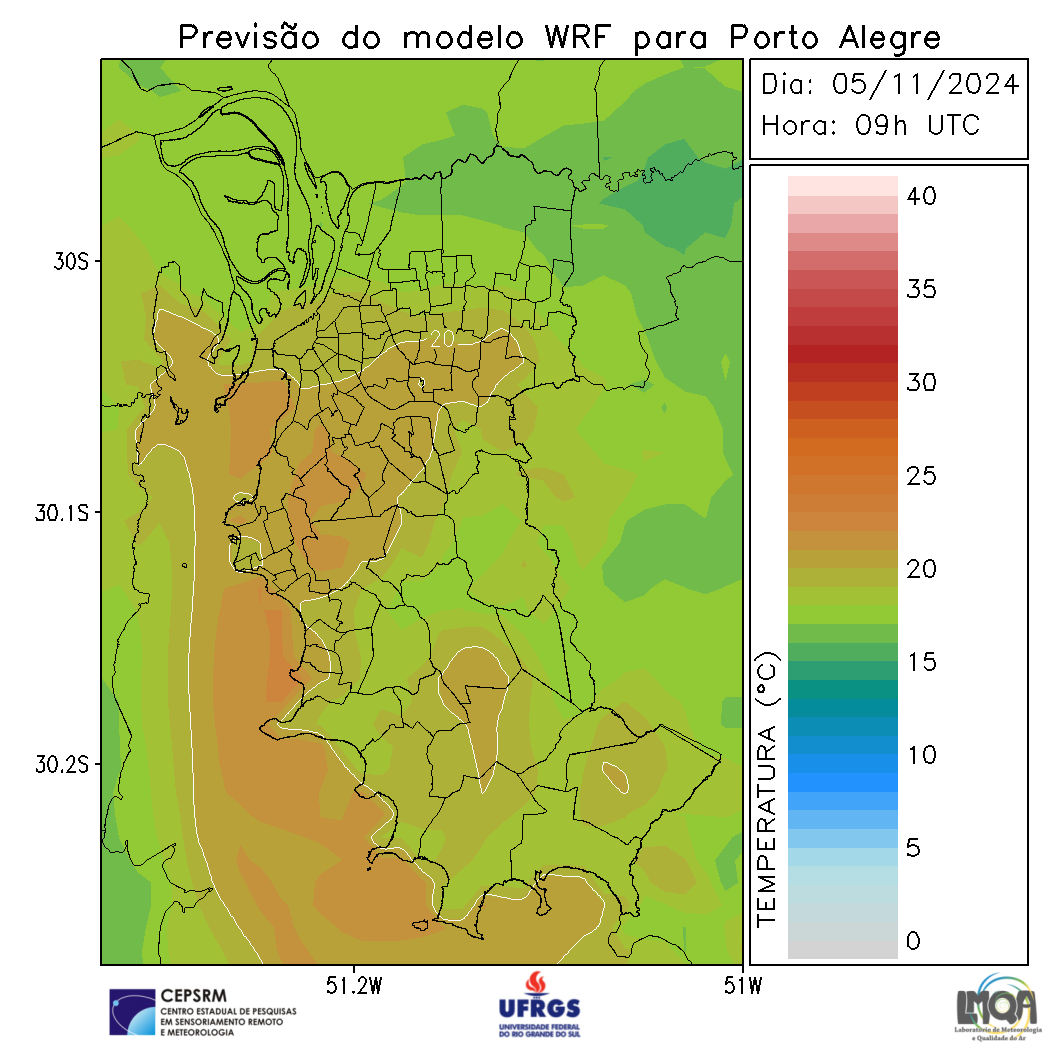 Previsão do modelo WRF para Porto Alegre
Dia: 05/11/2024
Hora: 09h UTC
40
35
30
25
20
15
10
5
0
TEMPERATURA (°C)
20
30S
30.1S
30.2S
51.2W
51W
CEPSRM
CENTRO ESTADUAL DE PESQUISAS
EM SENSORIAMENTO REMOTO
E METEOROLOGIA
UFRGS
UNIVERSIDADE FEDERAL
DO RIO GRANDE DO SUL
LMQA
Laboratório de Meteorologia
e Qualidade do Ar